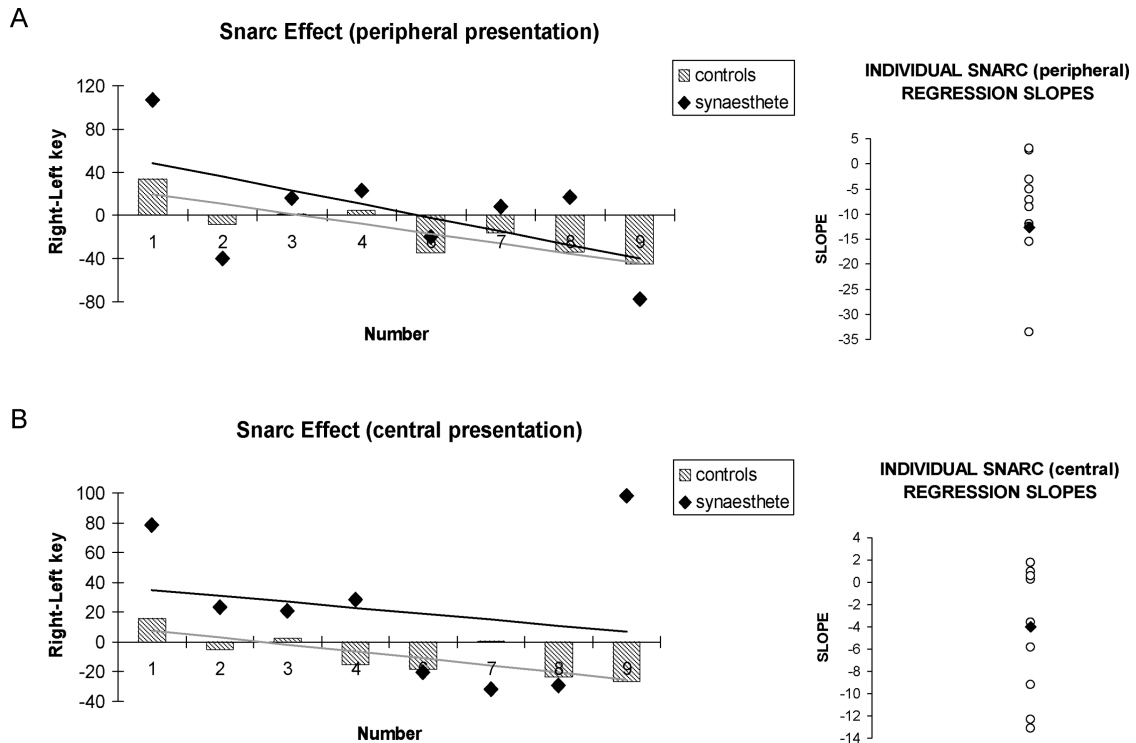 A
Snarc Effect (peripheral presentation)
controls
synaesthete
120
80
40
0
-40
-80
Right-Left key
1 2 3 4 6 7 8 9
Number
INDIVIDUAL SNARC (peripheral)
REGRESSION SLOPES
5
0
-5
-10
-15
-20
-25
-30
-35
SLOPE
B
Snarc Effect (central presentation)
controls
synaesthete
100
80
60
40
20
0
-20
-40
Right-Left key
1 2 3 4 6 7 8 9
Number
INDIVIDUAL SNARC (central)
REGRESSION SLOPES
4
2
0
-2
-4
-6
-8
-10
-12
-14
SLOPE